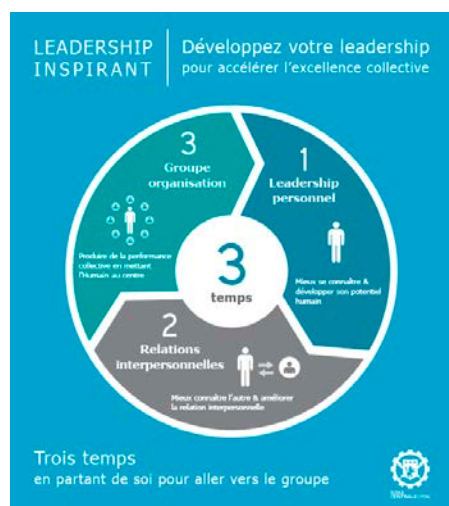 LEADERSHIP
INSPIRANT
Développez votre leadership
pour accélérer l'excellence collective
1
Leadership
personnel
Mieux se connaître &
développer son potentiel
humain
2
Relations
interpersonnelles
Mieux connaître l'autre & améliorer
la relation interpersonnelle
3
Groupe
organisation
Produire de la performance
collective en mettant
l'Humain au centre
3
temps
Trois temps
en partant de soi pour aller vers le groupe